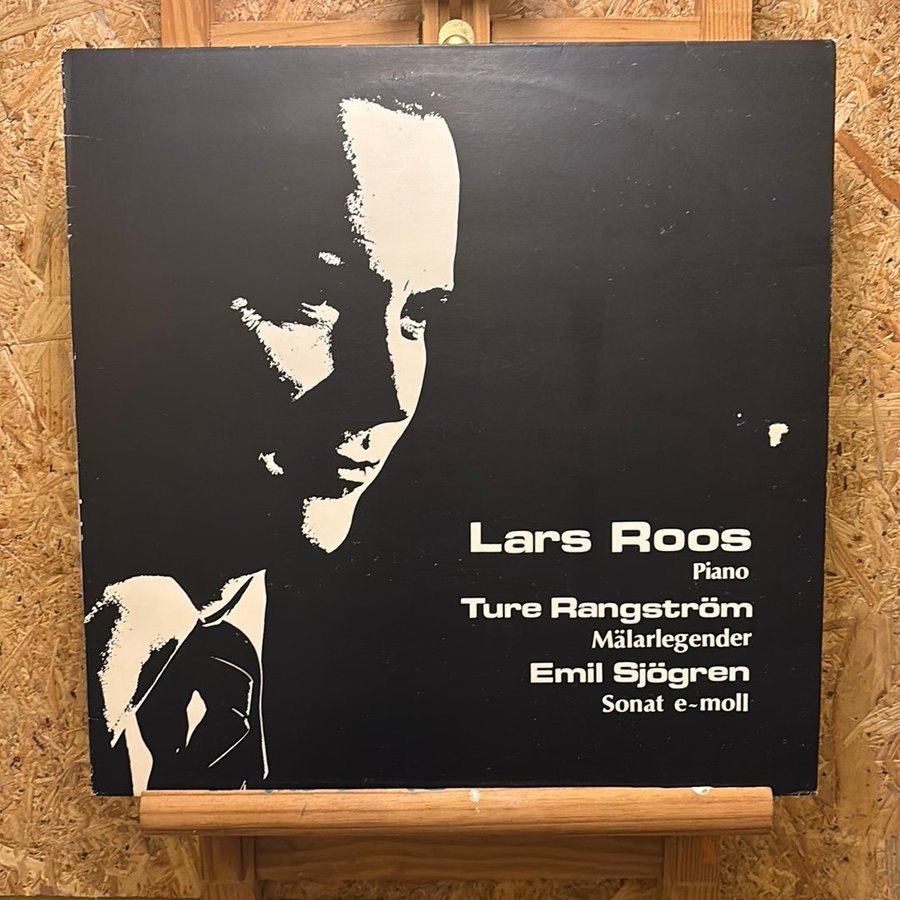 Lars Roos
Piano
Ture Rangström
Mälarlegender
Emil Sjögren
Sonat e-moll